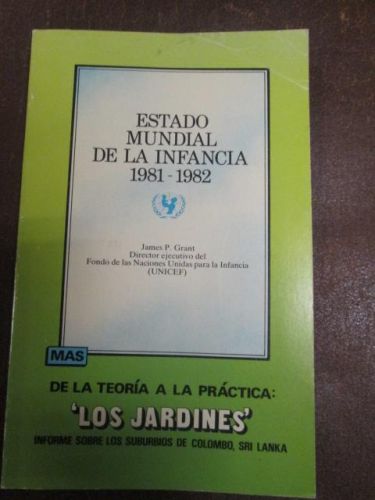 ESTADO
MUNDIAL
DE LA INFANCIA
1981 - 1982
James P. Grant
Director ejecutivo del
Fondo de las Naciones Unidas para la Infancia
(UNICEF)
MAS
DE LA TEORÍA A LA PRÁCTICA:
'LOS JARDINES'
INFORME SOBRE LOS SUBURBIOS DE COLOMBO, SRI LANKA